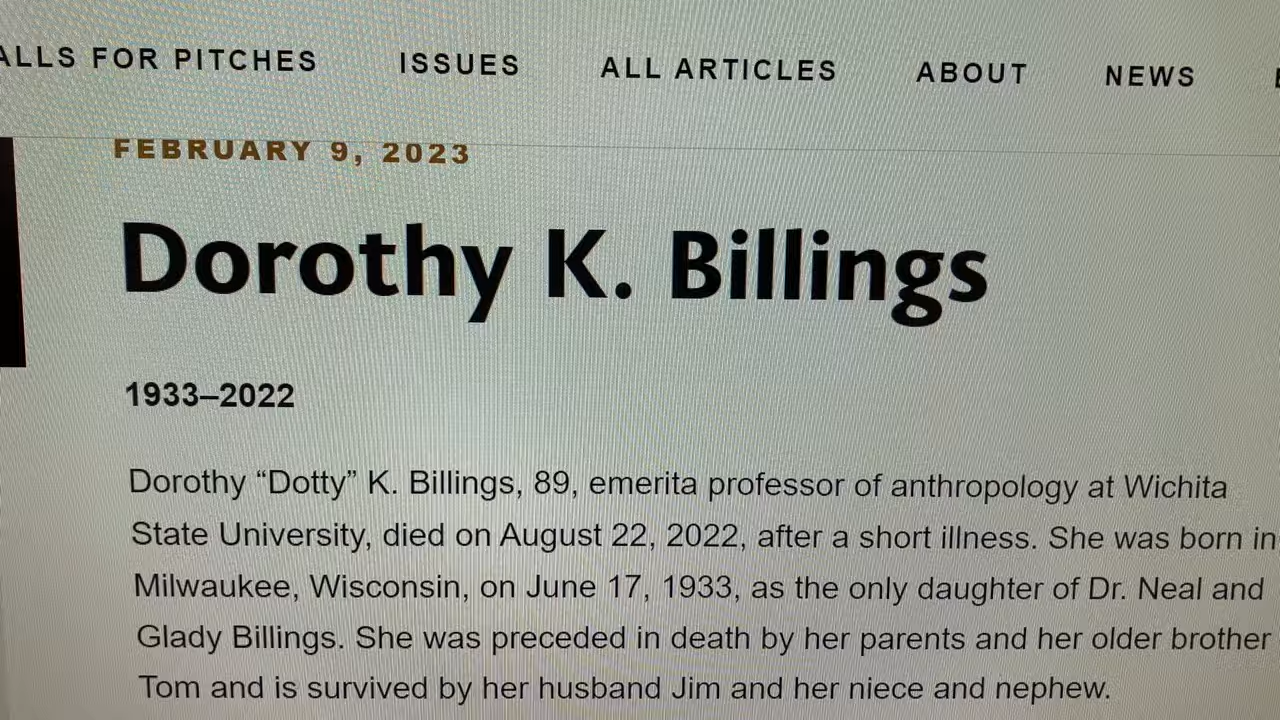 ALLS FOR PITCHES ISSUES ALL ARTICLES ABOUT NEWS
FEBRUARY 9, 2023
Dorothy K. Billings
1933–2022
Dorothy “Dotty” K. Billings, 89, emerita professor of anthropology at Wichita
State University, died on August 22, 2022, after a short illness. She was born in
Milwaukee, Wisconsin, on June 17, 1933, as the only daughter of Dr. Neal and
Glady Billings. She was preceded in death by her parents and her older brother
Tom and is survived by her husband Jim and her niece and nephew.